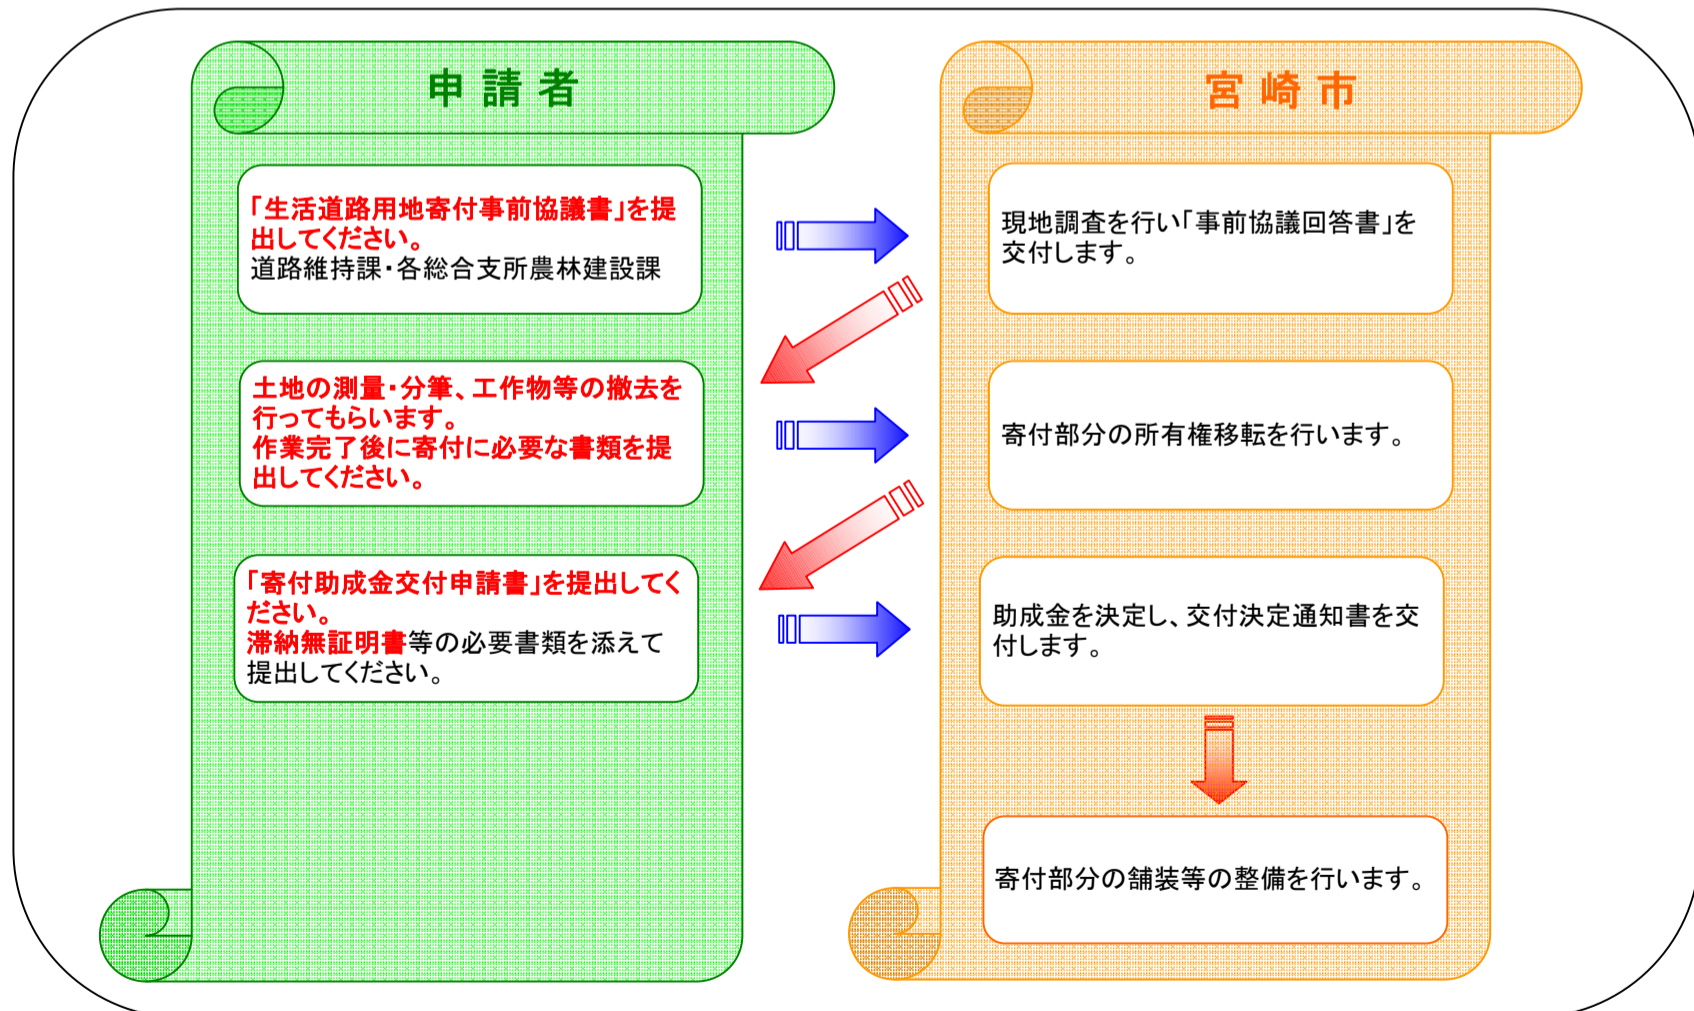 申請者
「生活道路用地寄付事前協議書」を提
出してください。
道路維持課・各総合支所農林建設課
土地の測量・分筆、工作物等の撤去を
行ってもらいます。
作業完了後に寄付に必要な書類を提
出してください。
「寄付助成金交付申請書」を提出してく
ださい。
滞納無証明書等の必要書類を添えて
提出してください。
宮崎市
現地調査を行い「事前協議回答書」を
交付します。
寄付部分の所有権移転を行います。
助成金を決定し、交付決定通知書を交
付します。
寄付部分の舗装等の整備を行います。